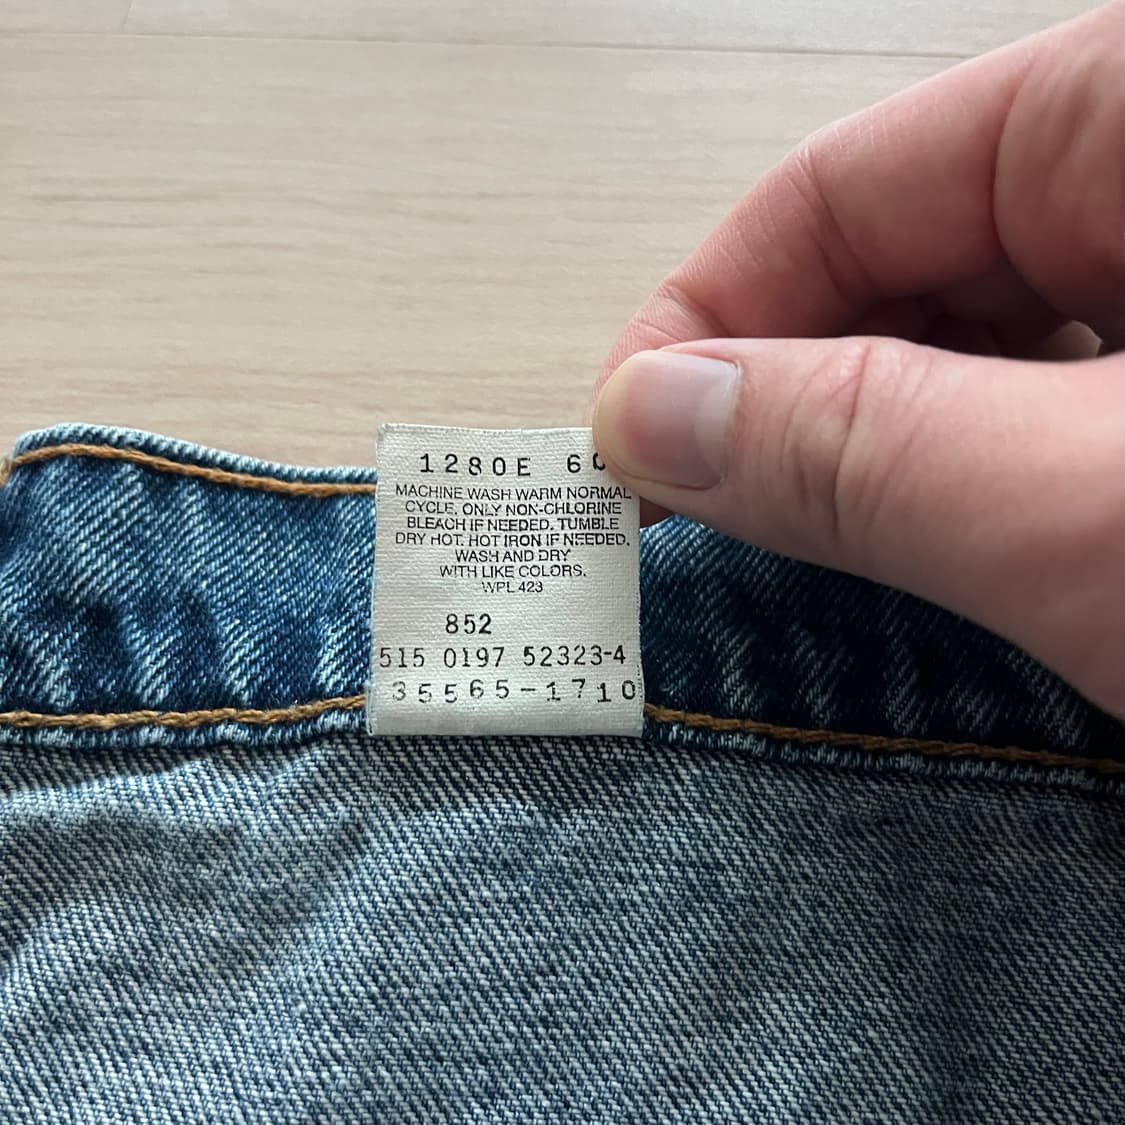 1280E 6
MACHINE WASH WARM NORMAL
CYCLE, ONLY NON-CHLORINE
BLEACH IF NEEDED. TUMBLE
DRY HOT. HOT IRON IF NEEDED.
WASH AND DRY
WITH LIKE COLORS.
WPL 423
852
515 0197 52323-4
35565-1710